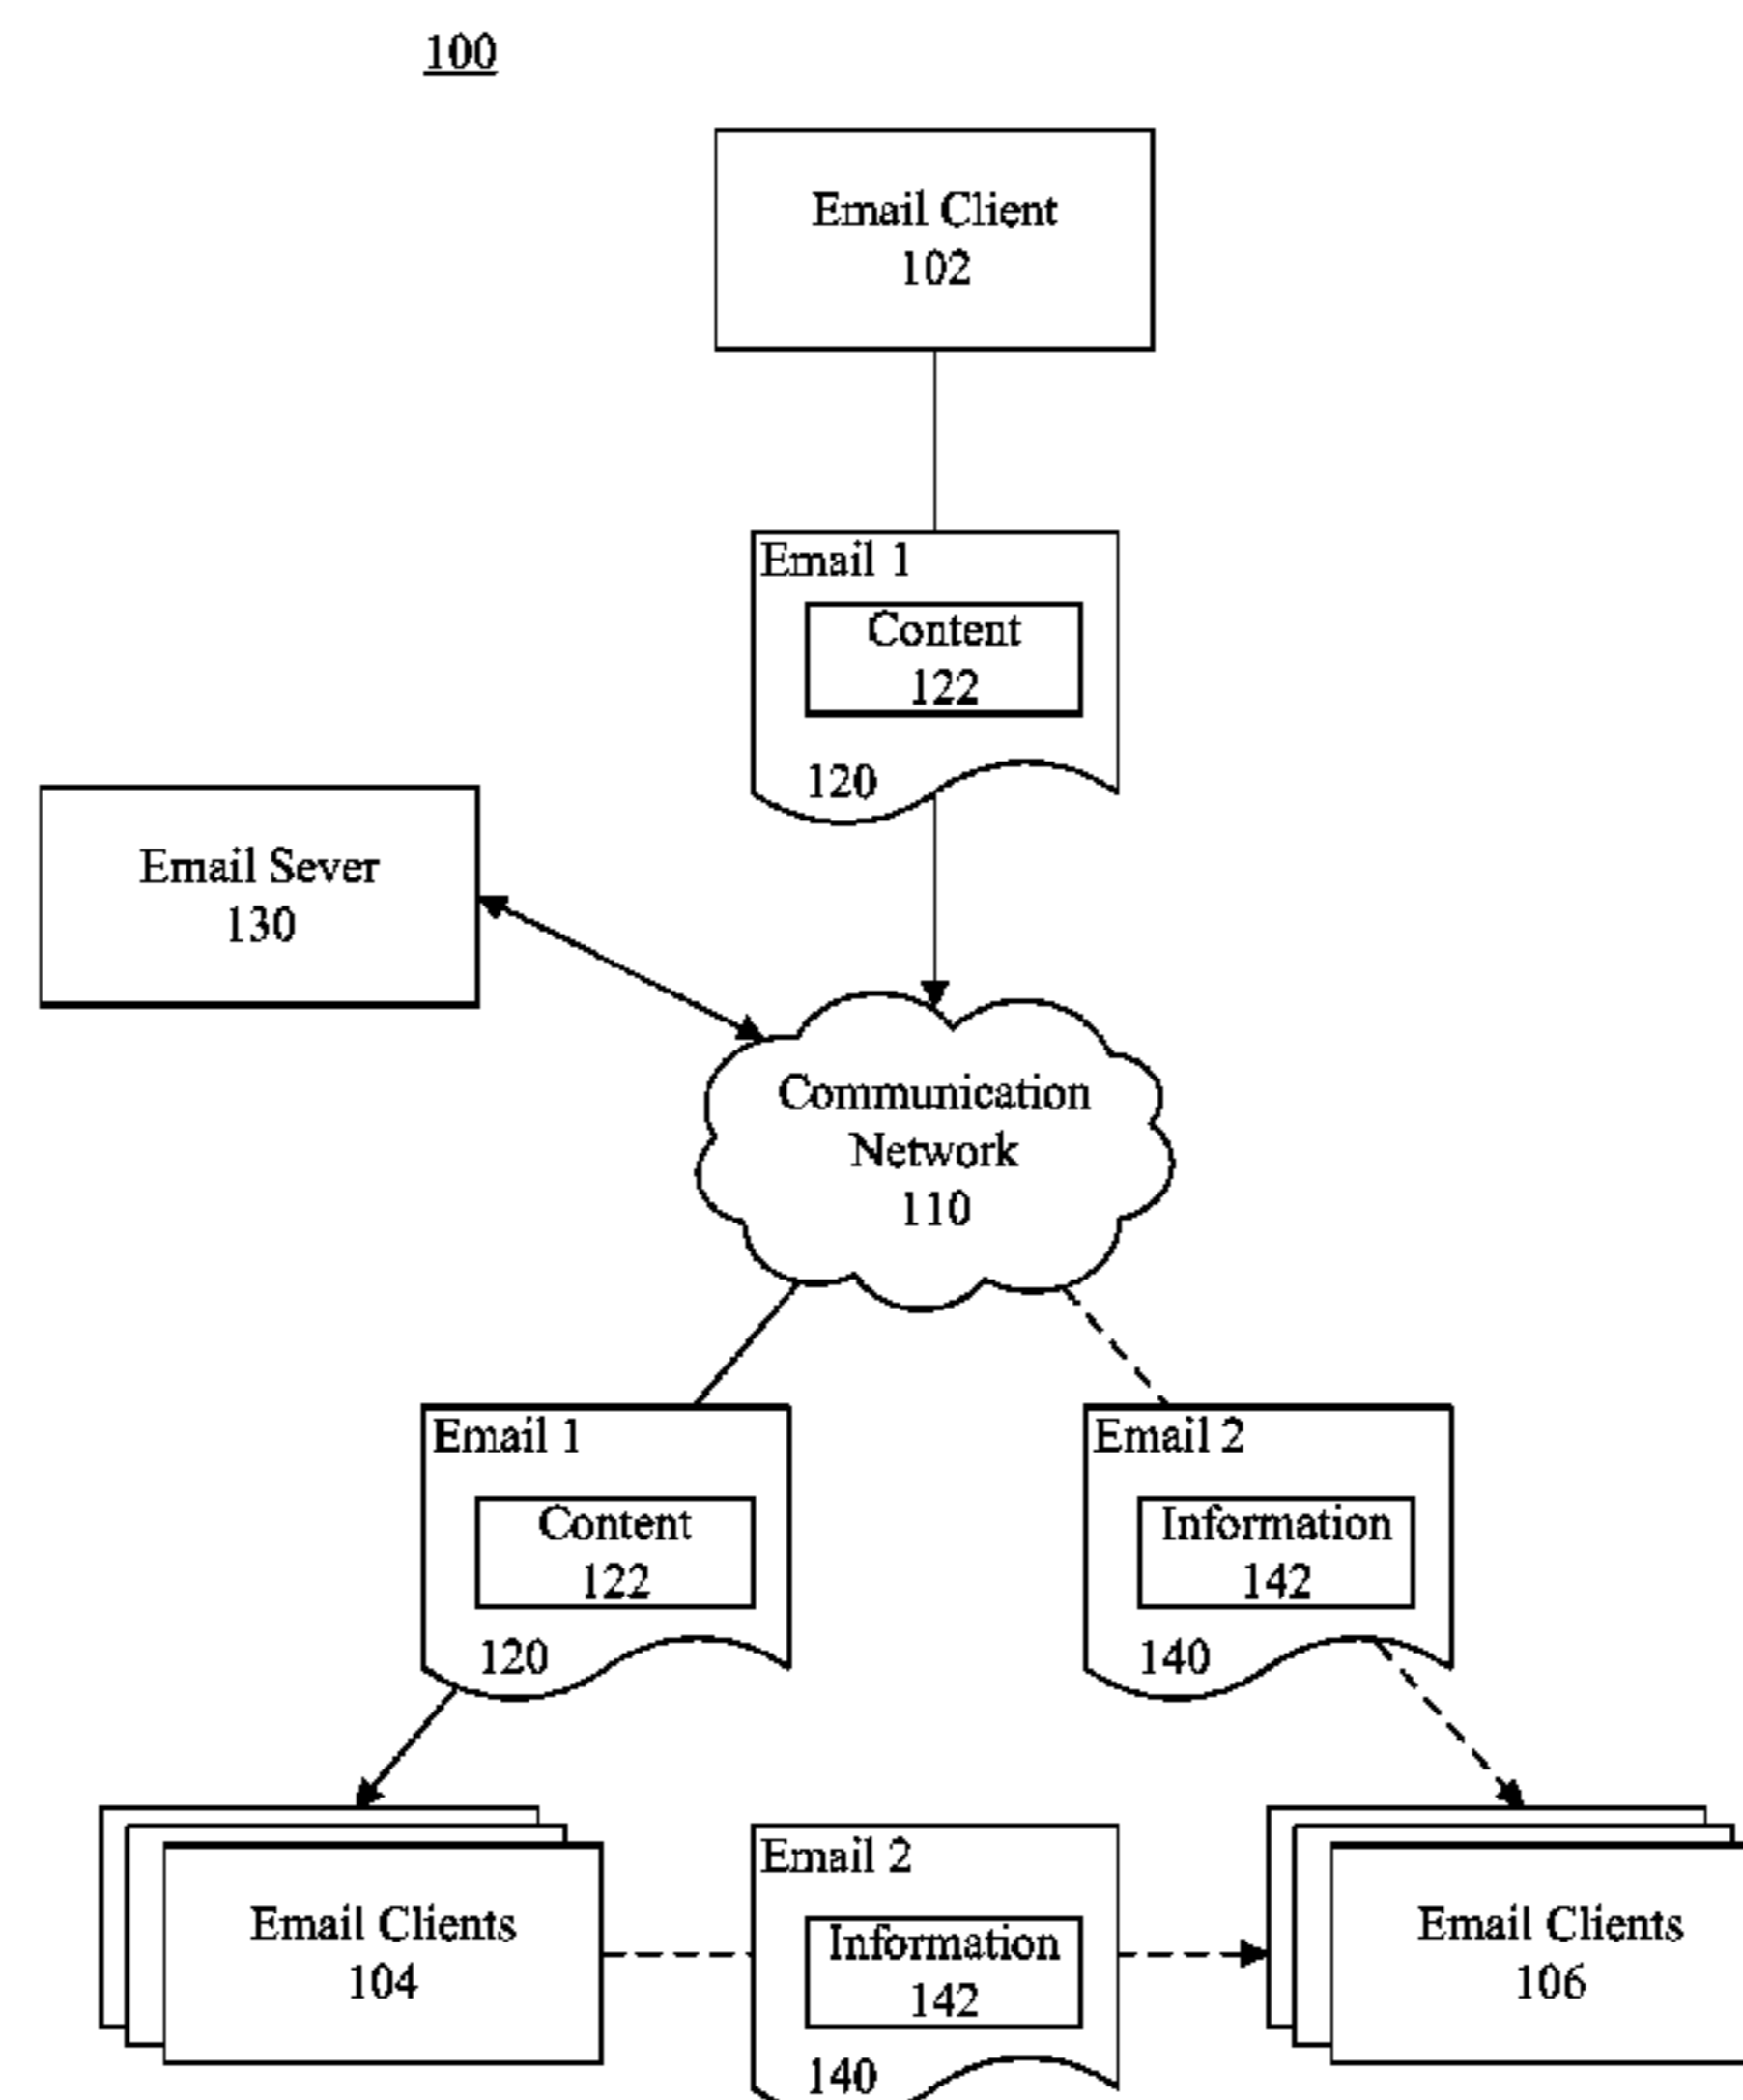 100
Email Client
102
Email 1
Content
122
120
Email Sever
130
Communication
Network
110
Email 1
Content
122
120
Email 2
Information
142
140
Email Clients
104
Email 2
Information
142
140
Email Clients
106